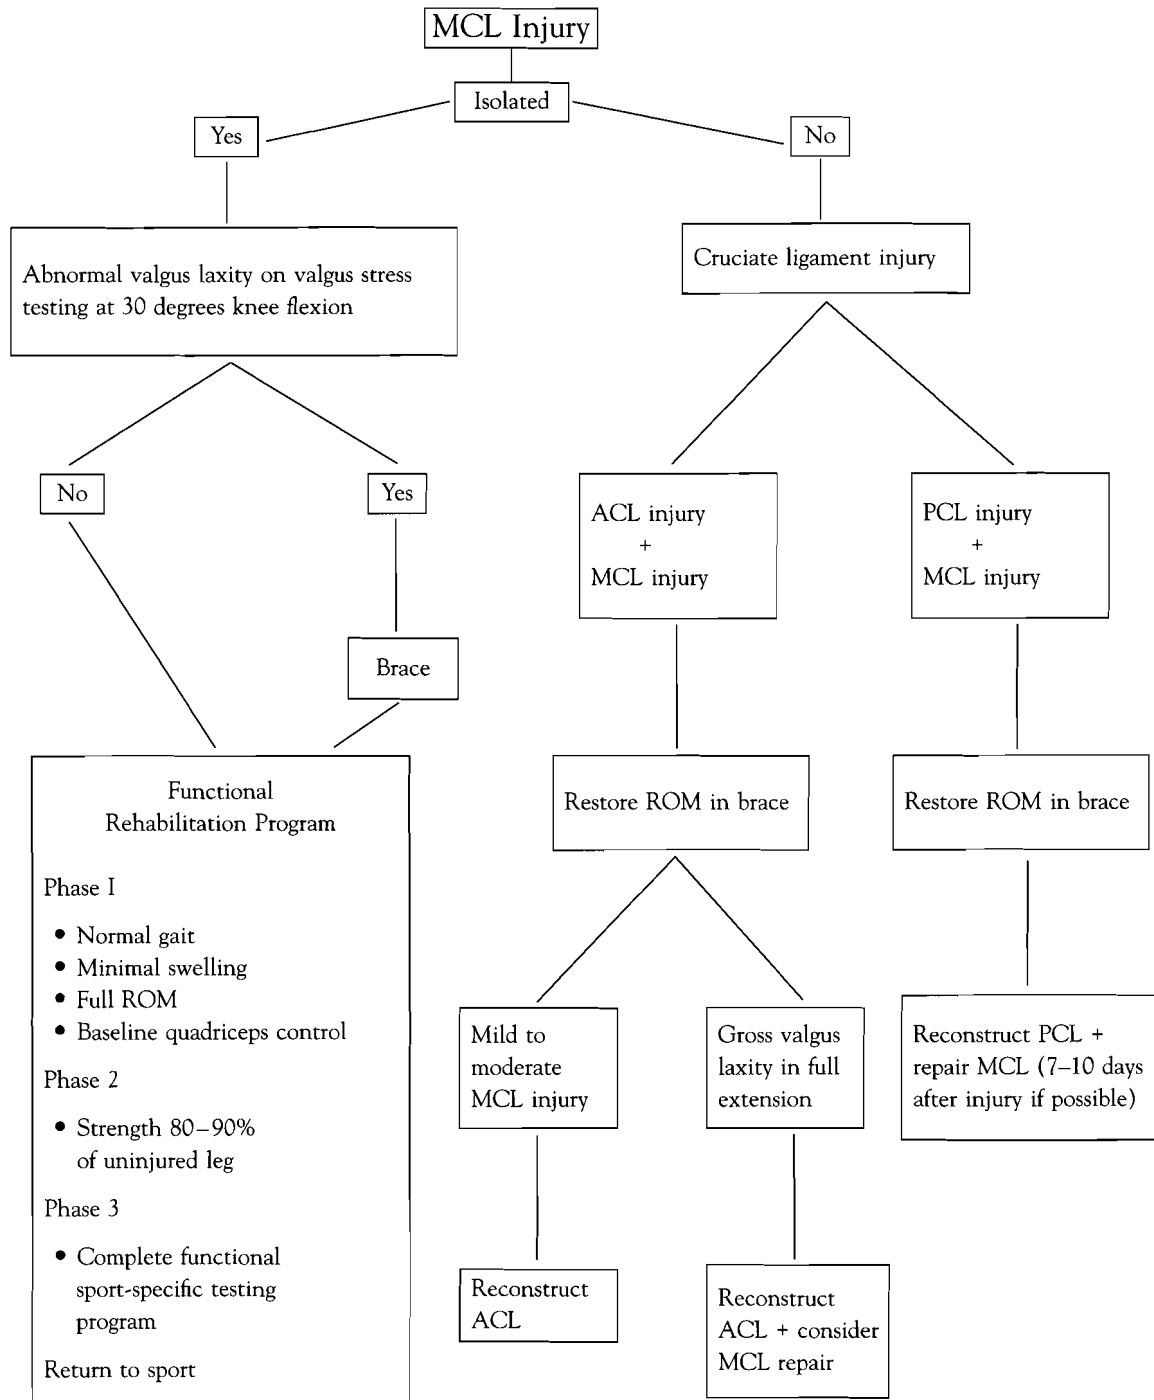 MCL Injury
Isolated
Yes
No
Abnormal valgus laxity on valgus stress
testing at 30 degrees knee flexion
Cruciate ligament injury
No
Yes
ACL injury
+
MCL injury
PCL injury
+
MCL injury
Brace
Restore ROM in brace
Restore ROM in brace
Functional
Rehabilitation Program
Phase I
• Normal gait
• Minimal swelling
• Full ROM
• Baseline quadriceps control
Phase 2
• Strength 80–90%
of uninjured leg
Phase 3
• Complete functional
sport-specific testing
program
Return to sport
Mild to
moderate
MCL injury
Gross valgus
laxity in full
extension
Reconstruct PCL +
repair MCL (7–10 days
after injury if possible)
Reconstruct
ACL
Reconstruct
ACL + consider
MCL repair